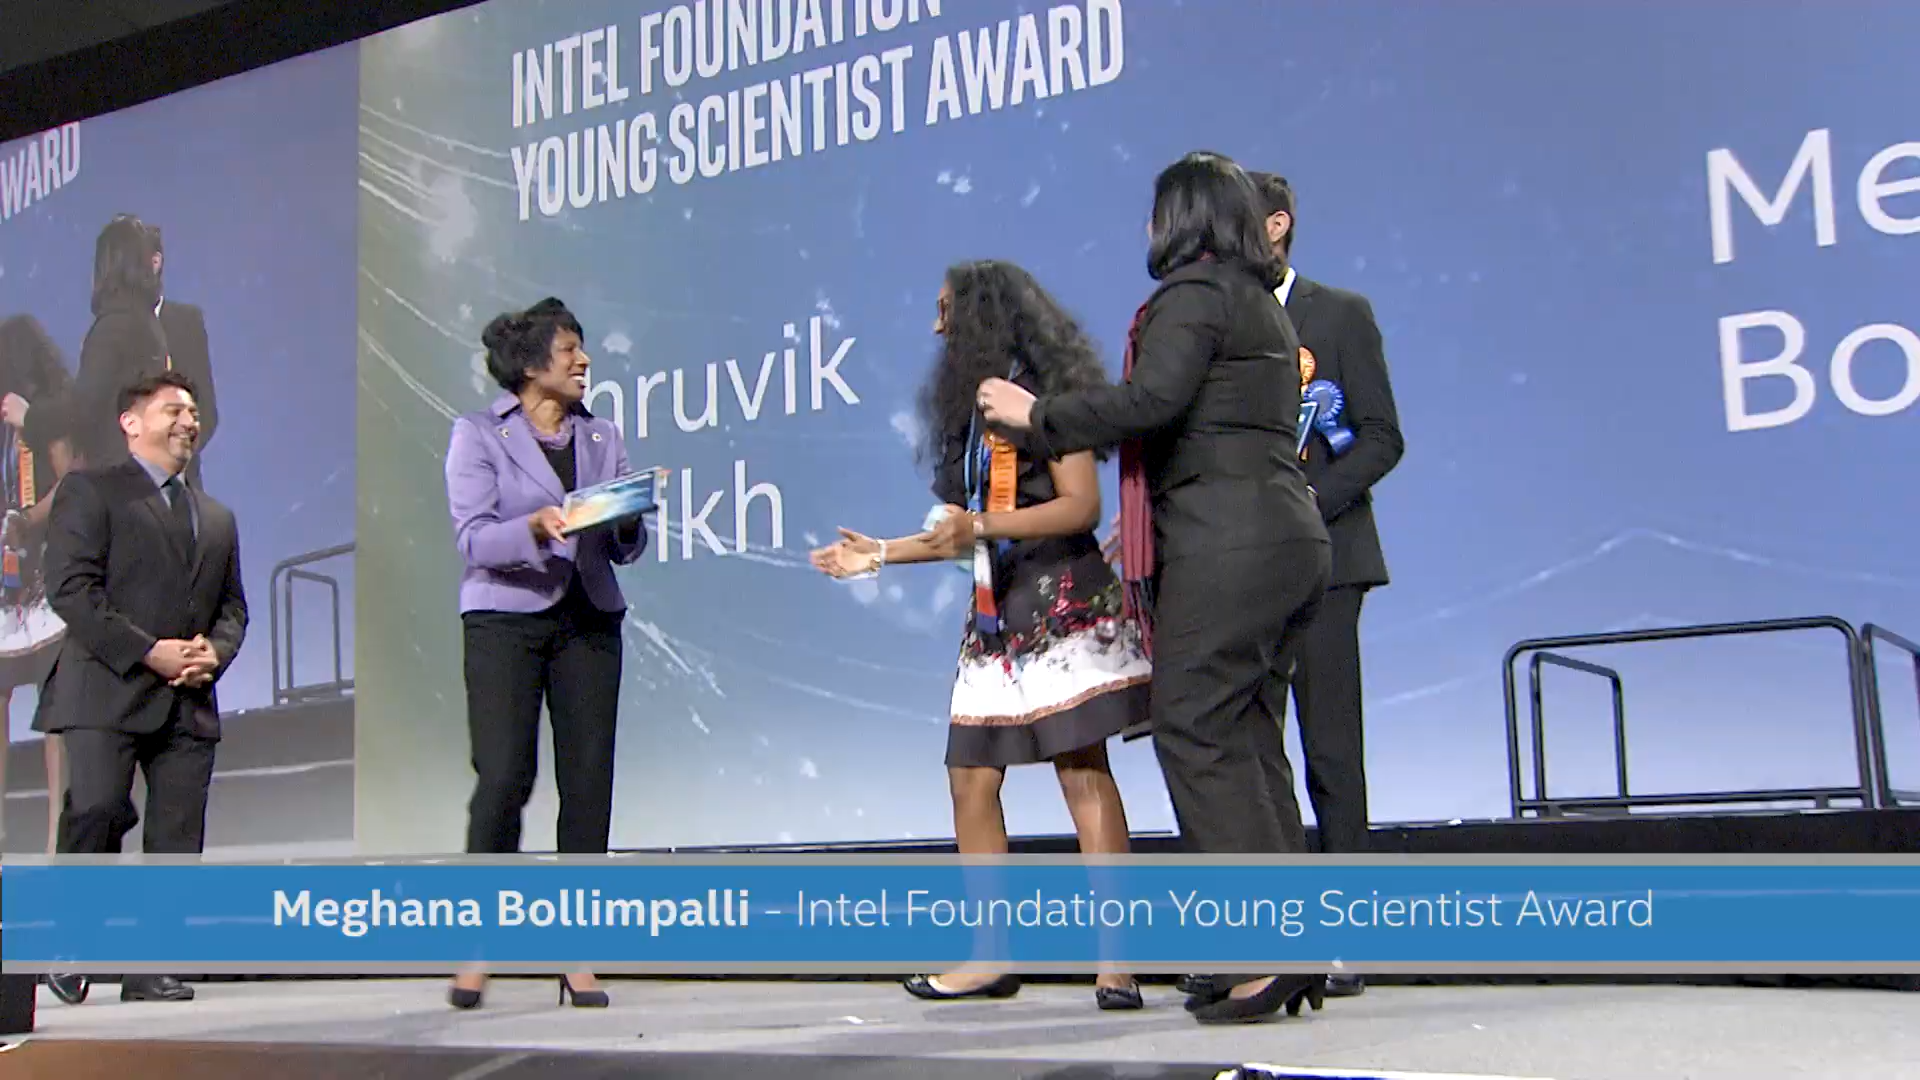 INTEL FOUNDATION
YOUNG SCIENTIST AWARD
WARD
hruvik
ikh
Me
Bo
Meghana Bollimpalli - Intel Foundation Young Scientist Award